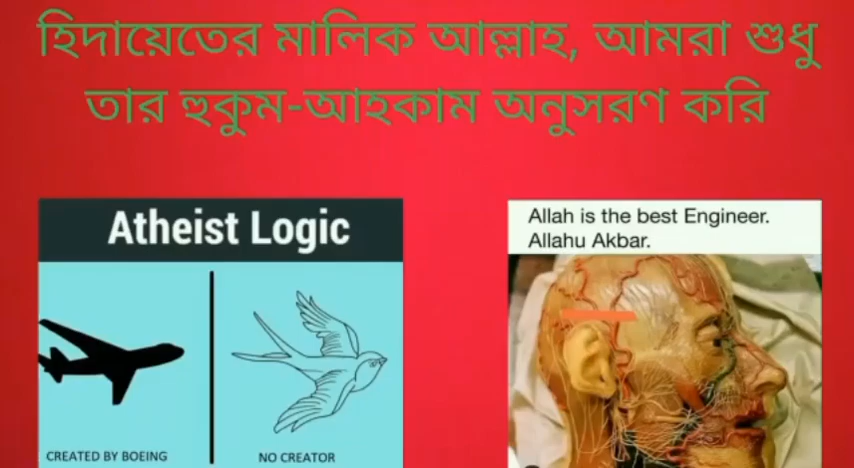 হিদায়েতের মালিক আল্লাহ, আমরা শুধু
তার হুকুম-আহকাম অনুসরণ করি
Atheist Logic
CREATED BY BOEING
NO CREATOR
Allah is the best Engineer.
Allahu Akbar.